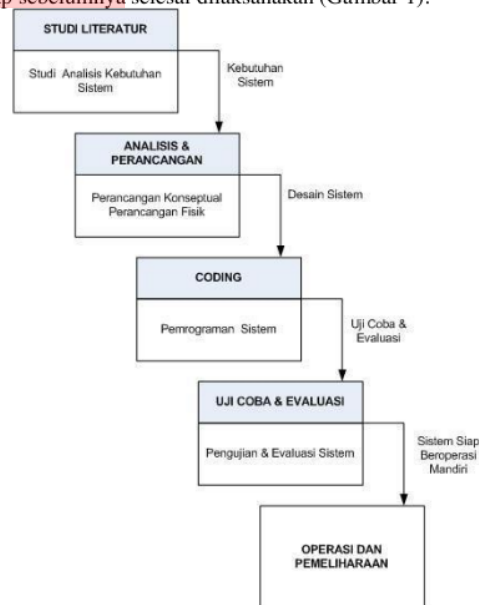 sebelumnya selesai dilaksanakan (Gambar 1).
STUDI LITERATUR
Studi Analisis Kebutuhan
Sistem
Kebutuhan
Sistem
ANALISIS &
PERANCANGAN
Perancangan Konseptual
Perancangan Fisik
Desain Sistem
CODING
Pemrograman Sistem
Uji Coba &
Evaluasi
UJI COBA & EVALUASI
Pengujian & Evaluasi Sistem
Sistem Siap
Beroperasi
Mandiri
OPERASI DAN
PEMELIHARAAN